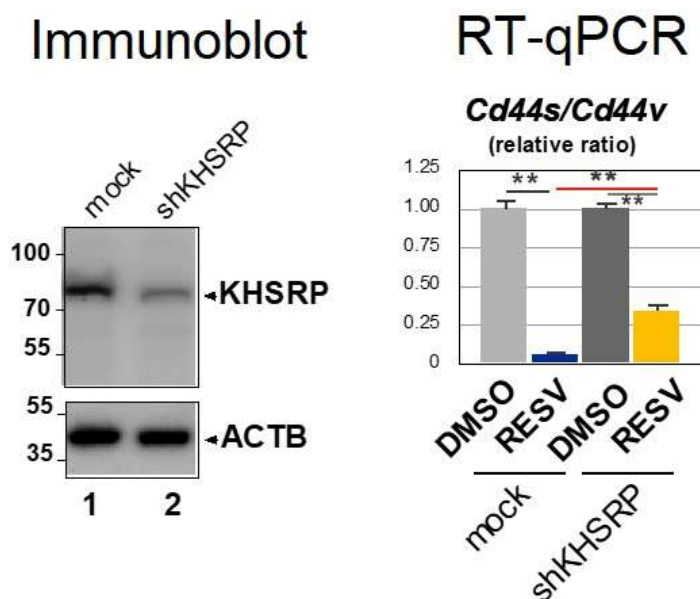 Immunoblot
mock
shKHSRP
100
70
55
KHSRP
55
35
ACTB
1 2
RT-qPCR
Cd44s/Cd44v
(relative ratio)
1.25
1.00
0.75
0.50
0.25
0
**
**
**
DMSO
RESV
DMSO
RESV
mock
shKHSRP